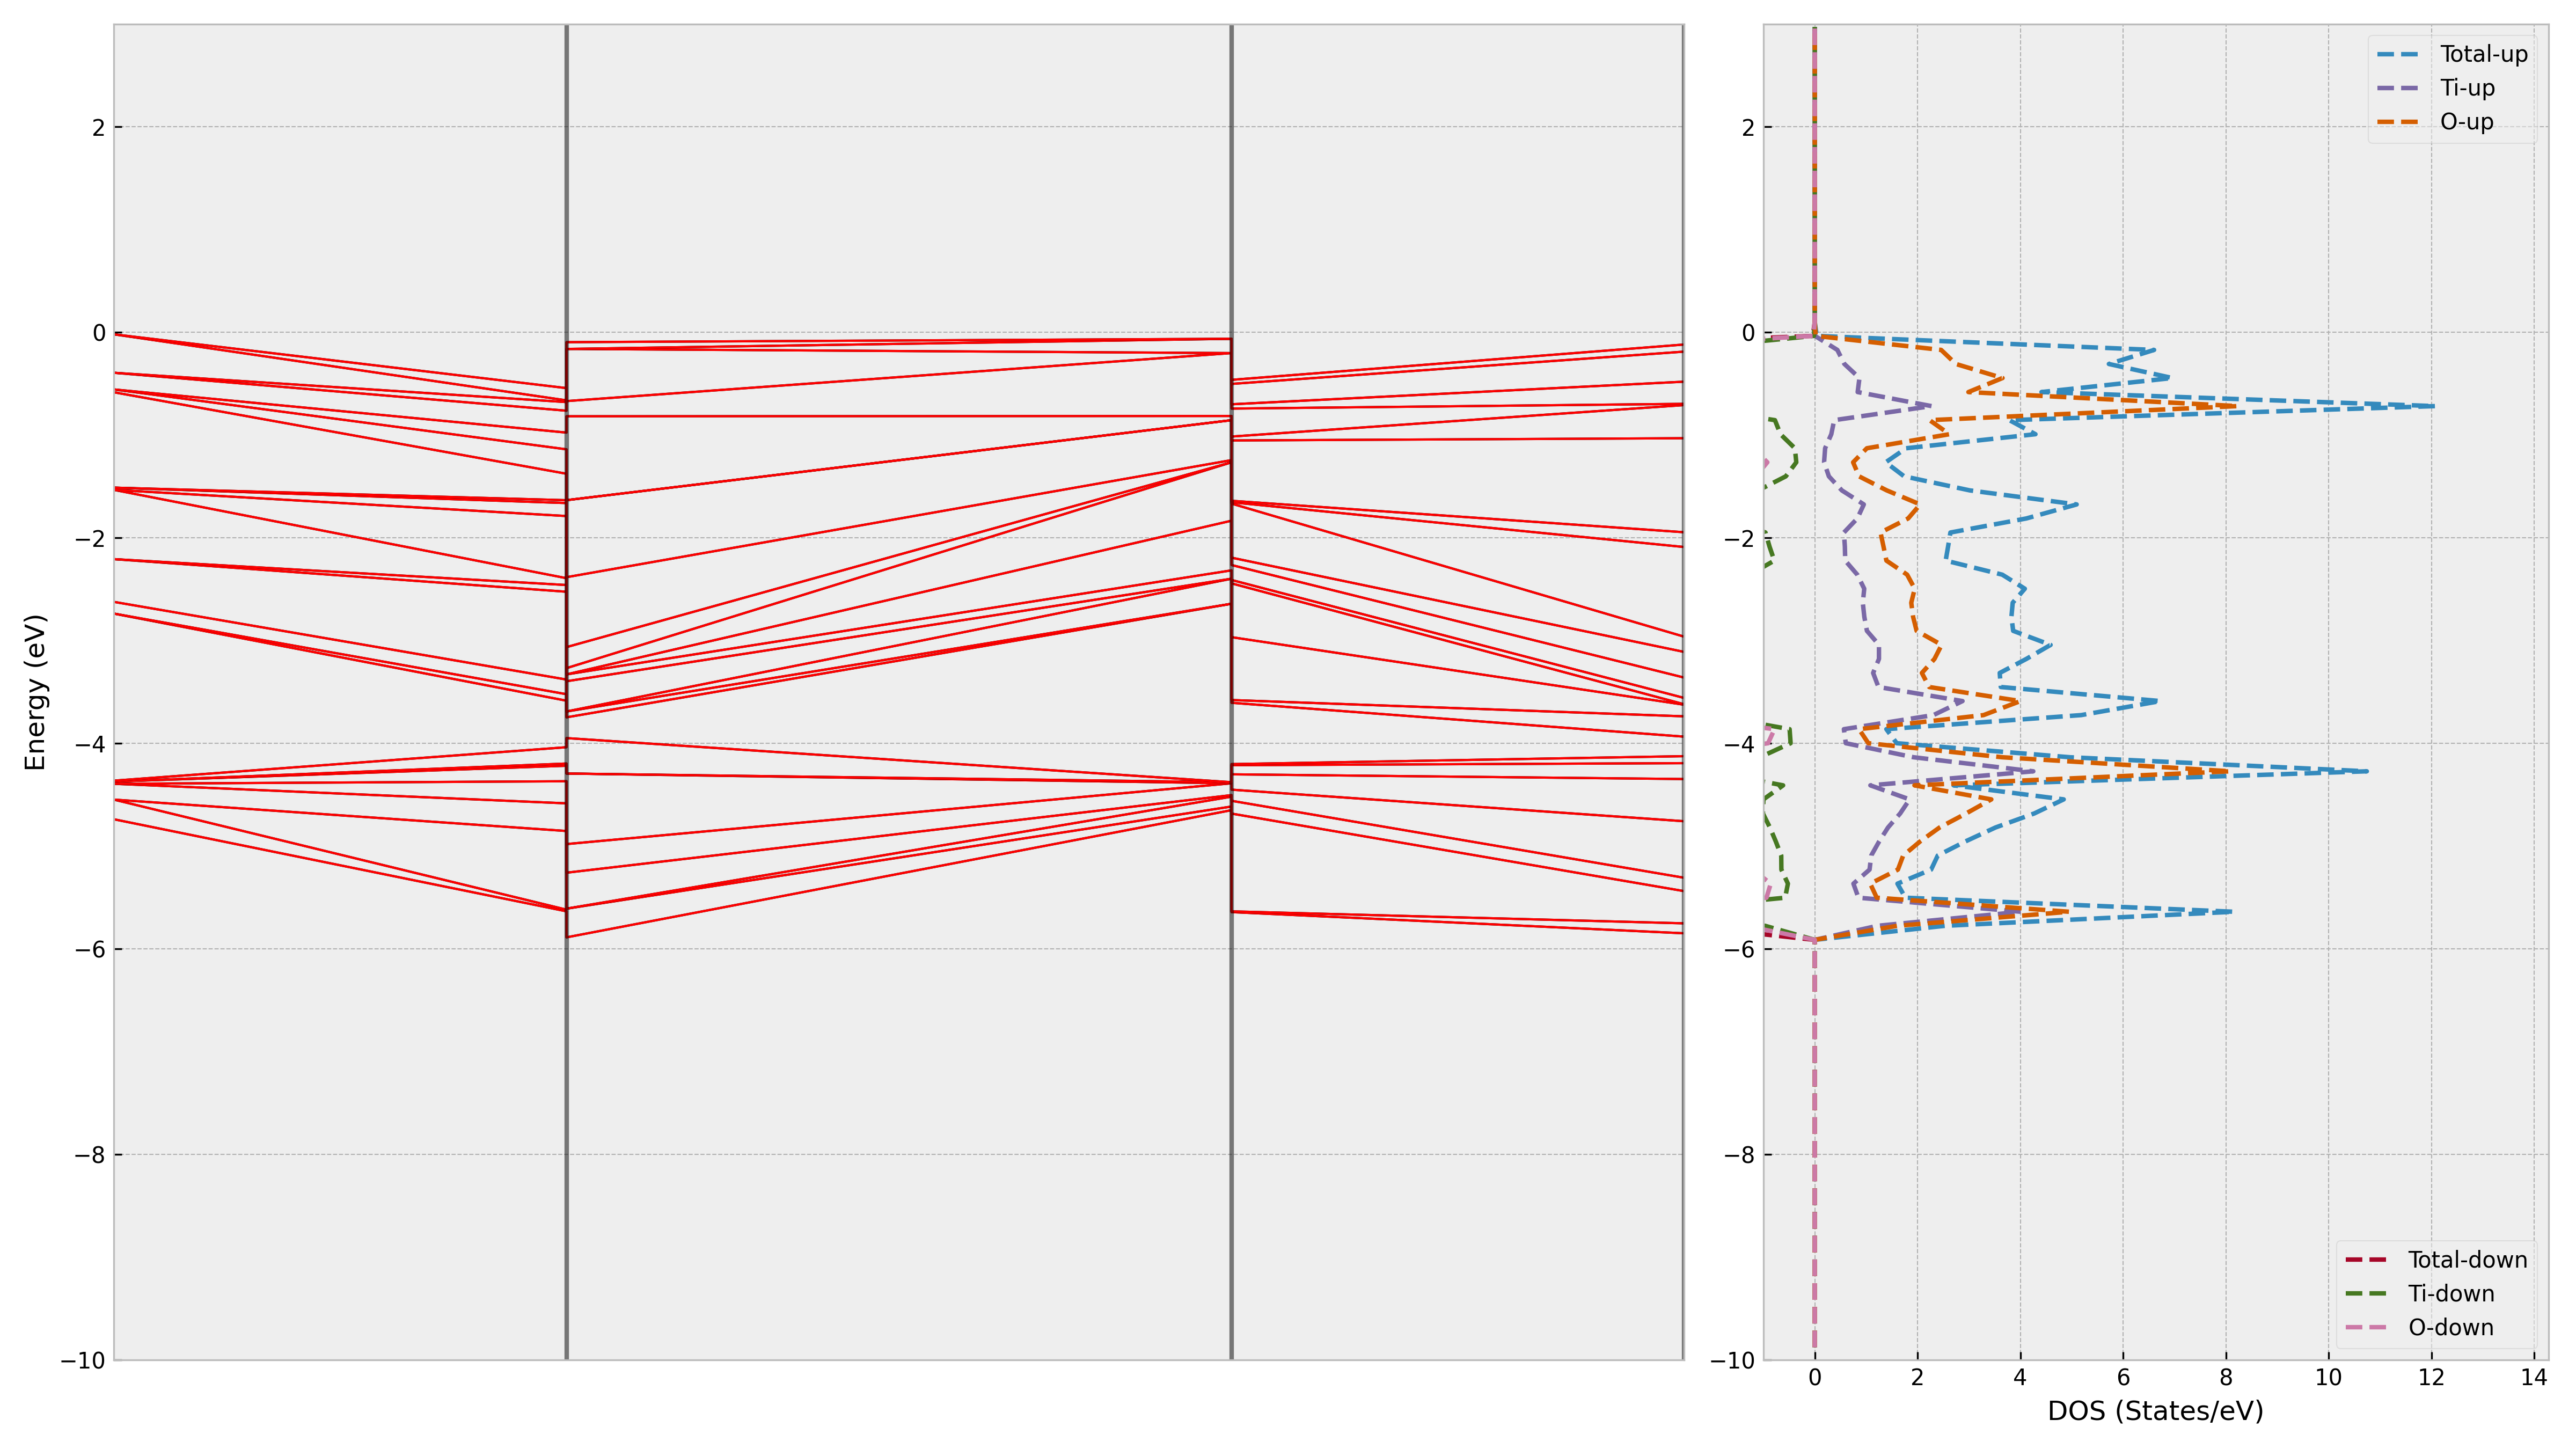 Energy (eV)
2
0
−2
−4
−6
−8
−10
2
0
−2
−4
−6
−8
−10
Total-up
Ti-up
O-up
Total-down
Ti-down
O-down
0 2 4 6 8 10 12 14
DOS (States/eV)